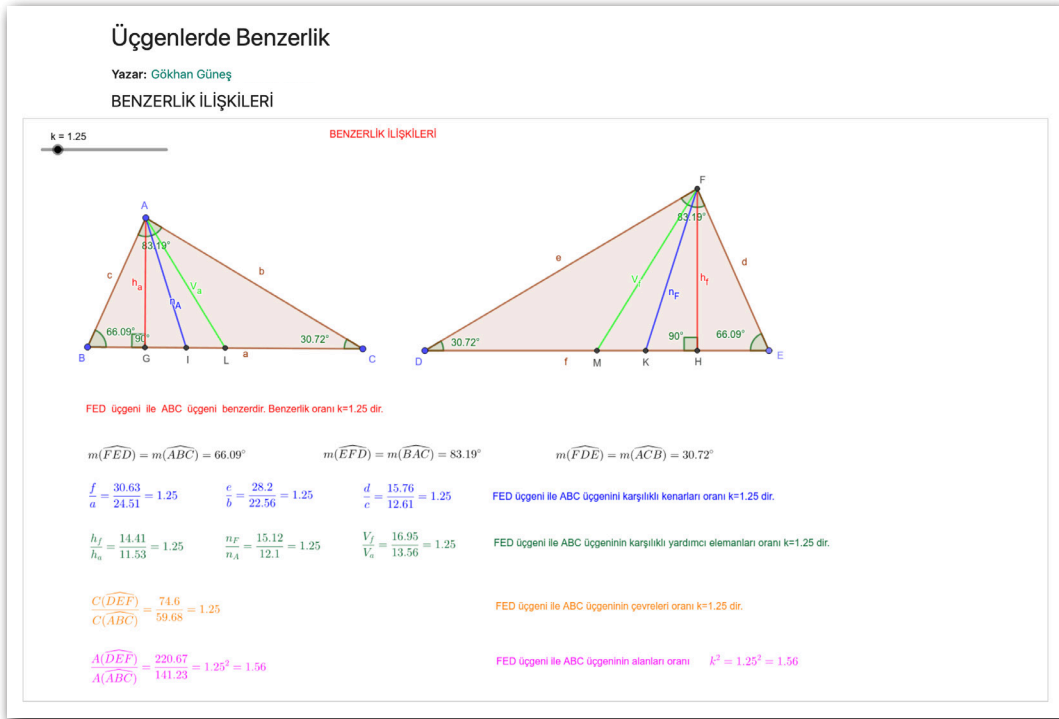 Üçgenlerde Benzerlik
Yazar: Gökhan Güneş
BENZERLİK İLİŞKİLERİ
k = 1.25
BENZERLİK İLİŞKİLERİ
A
83.19°
c
b
h_a
V_a
n_A
66.09°
90°
30.72°
B
G
I
L
a
C
F
83.19°
e
d
V_f
h_f
n_F
30.72°
90°
66.09°
D
f
M
K
H
E
FED üçgeni ile ABC üçgeni benzerdir. Benzerlik oranı k=1.25 dir.
m(FED) = m(ABC) = 66.09° m(EFD) = m(BAC) = 83.19° m(FDE) = m(ACB) = 30.72°
f/a = 30.63/24.51 = 1.25 e/b = 28.2/22.56 = 1.25 d/c = 15.76/12.61 = 1.25 FED üçgeni ile ABC üçgenini karşılıklı kenarları oranı k=1.25 dir.
h_f/h_a = 14.41/11.53 = 1.25 n_F/n_A = 15.12/12.1 = 1.25 V_f/V_a = 16.95/13.56 = 1.25 FED üçgeni ile ABC üçgeninin karşılıklı yardımcı elemanları oranı k=1.25 dir.
C(DEF)/C(ABC) = 74.6/59.68 = 1.25 FED üçgeni ile ABC üçgeninin çevreleri oranı k=1.25 dir.
A(DEF)/A(ABC) = 220.67/141.23 = 1.25² = 1.56 FED üçgeni ile ABC üçgeninin alanları oranı k² = 1.25² = 1.56